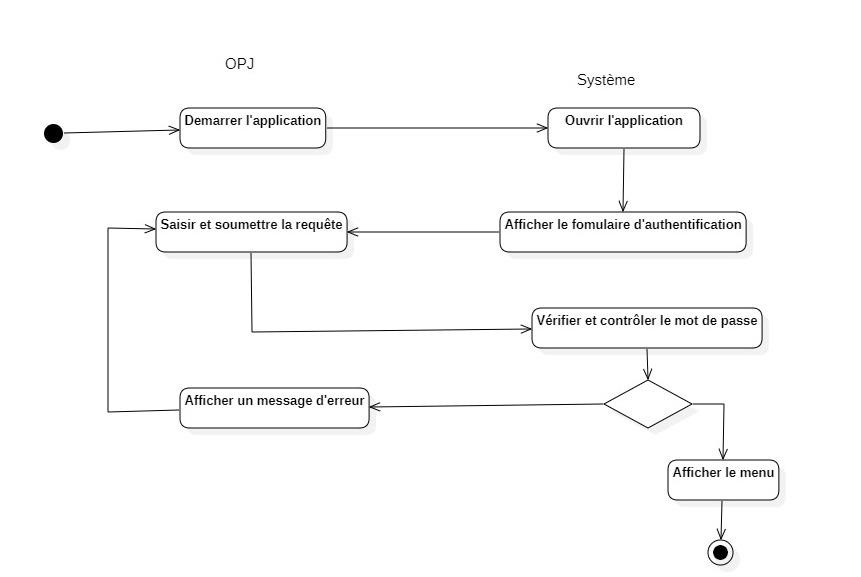 OPJ
Système
Demarrer l'application
Ouvrir l'application
Saisir et soumettre la requête
Afficher le fomulaire d'autentification
Vérifier et contrôler le mot de passe
Afficher un message d'erreur
Afficher le menu